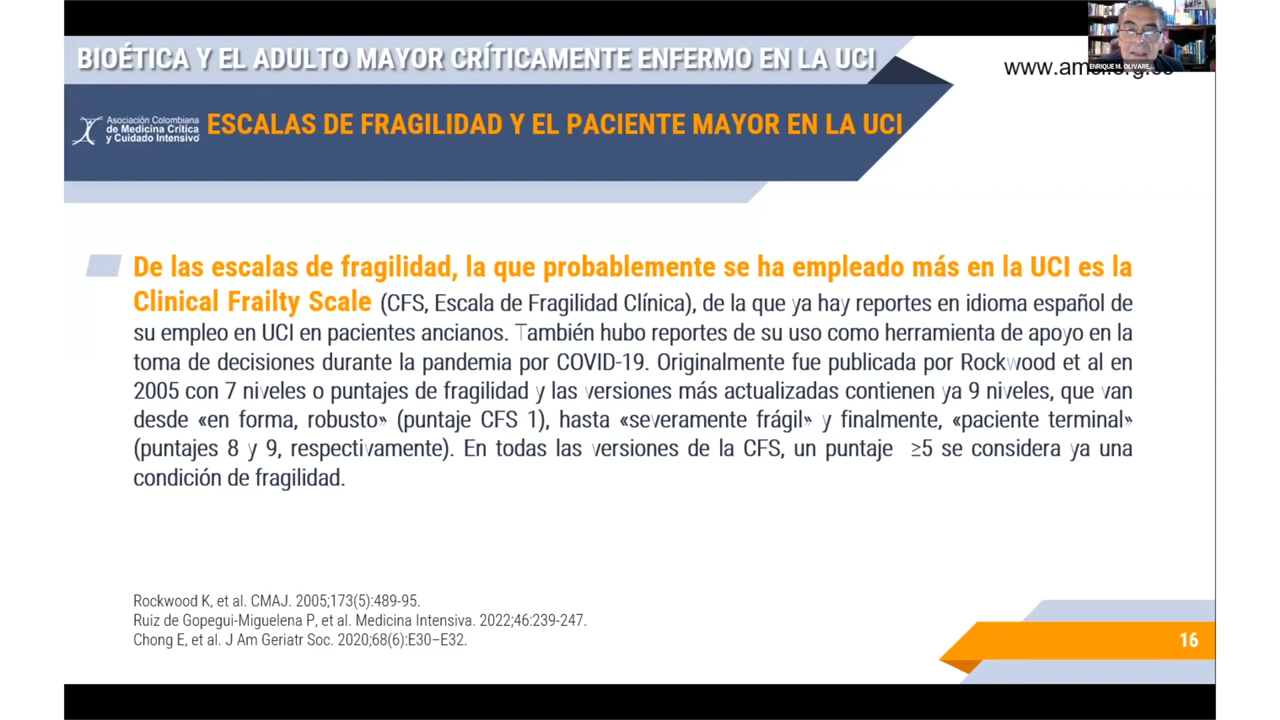 BIOÉTICA Y EL ADULTO MAYOR CRÍTICAMENTE ENFERMO EN LA UCI
ENRIQUE M. OLIVARE...
Asociación Colombiana
de Medicina Crítica
y Cuidado Intensivo
ESCALAS DE FRAGILIDAD Y EL PACIENTE MAYOR EN LA UCI
De las escalas de fragilidad, la que probablemente se ha empleado más en la UCI es la
Clinical Frailty Scale (CFS, Escala de Fragilidad Clínica), de la que ya hay reportes en idioma español de
su empleo en UCI en pacientes ancianos. También hubo reportes de su uso como herramienta de apoyo en la
toma de decisiones durante la pandemia por COVID-19. Originalmente fue publicada por Rockwood et al en
2005 con 7 niveles o puntajes de fragilidad y las versiones más actualizadas contienen ya 9 niveles, que van
desde «en forma, robusto» (puntaje CFS 1), hasta «severamente frágil» y finalmente, «paciente terminal»
(puntajes 8 y 9, respectivamente). En todas las versiones de la CFS, un puntaje ≥5 se considera ya una
condición de fragilidad.
Rockwood K, et al. CMAJ. 2005;173(5):489-95.
Ruiz de Gopegui-Miguelena P, et al. Medicina Intensiva. 2022;46:239-247.
Chong E, et al. J Am Geriatr Soc. 2020;68(6):E30–E32.
16